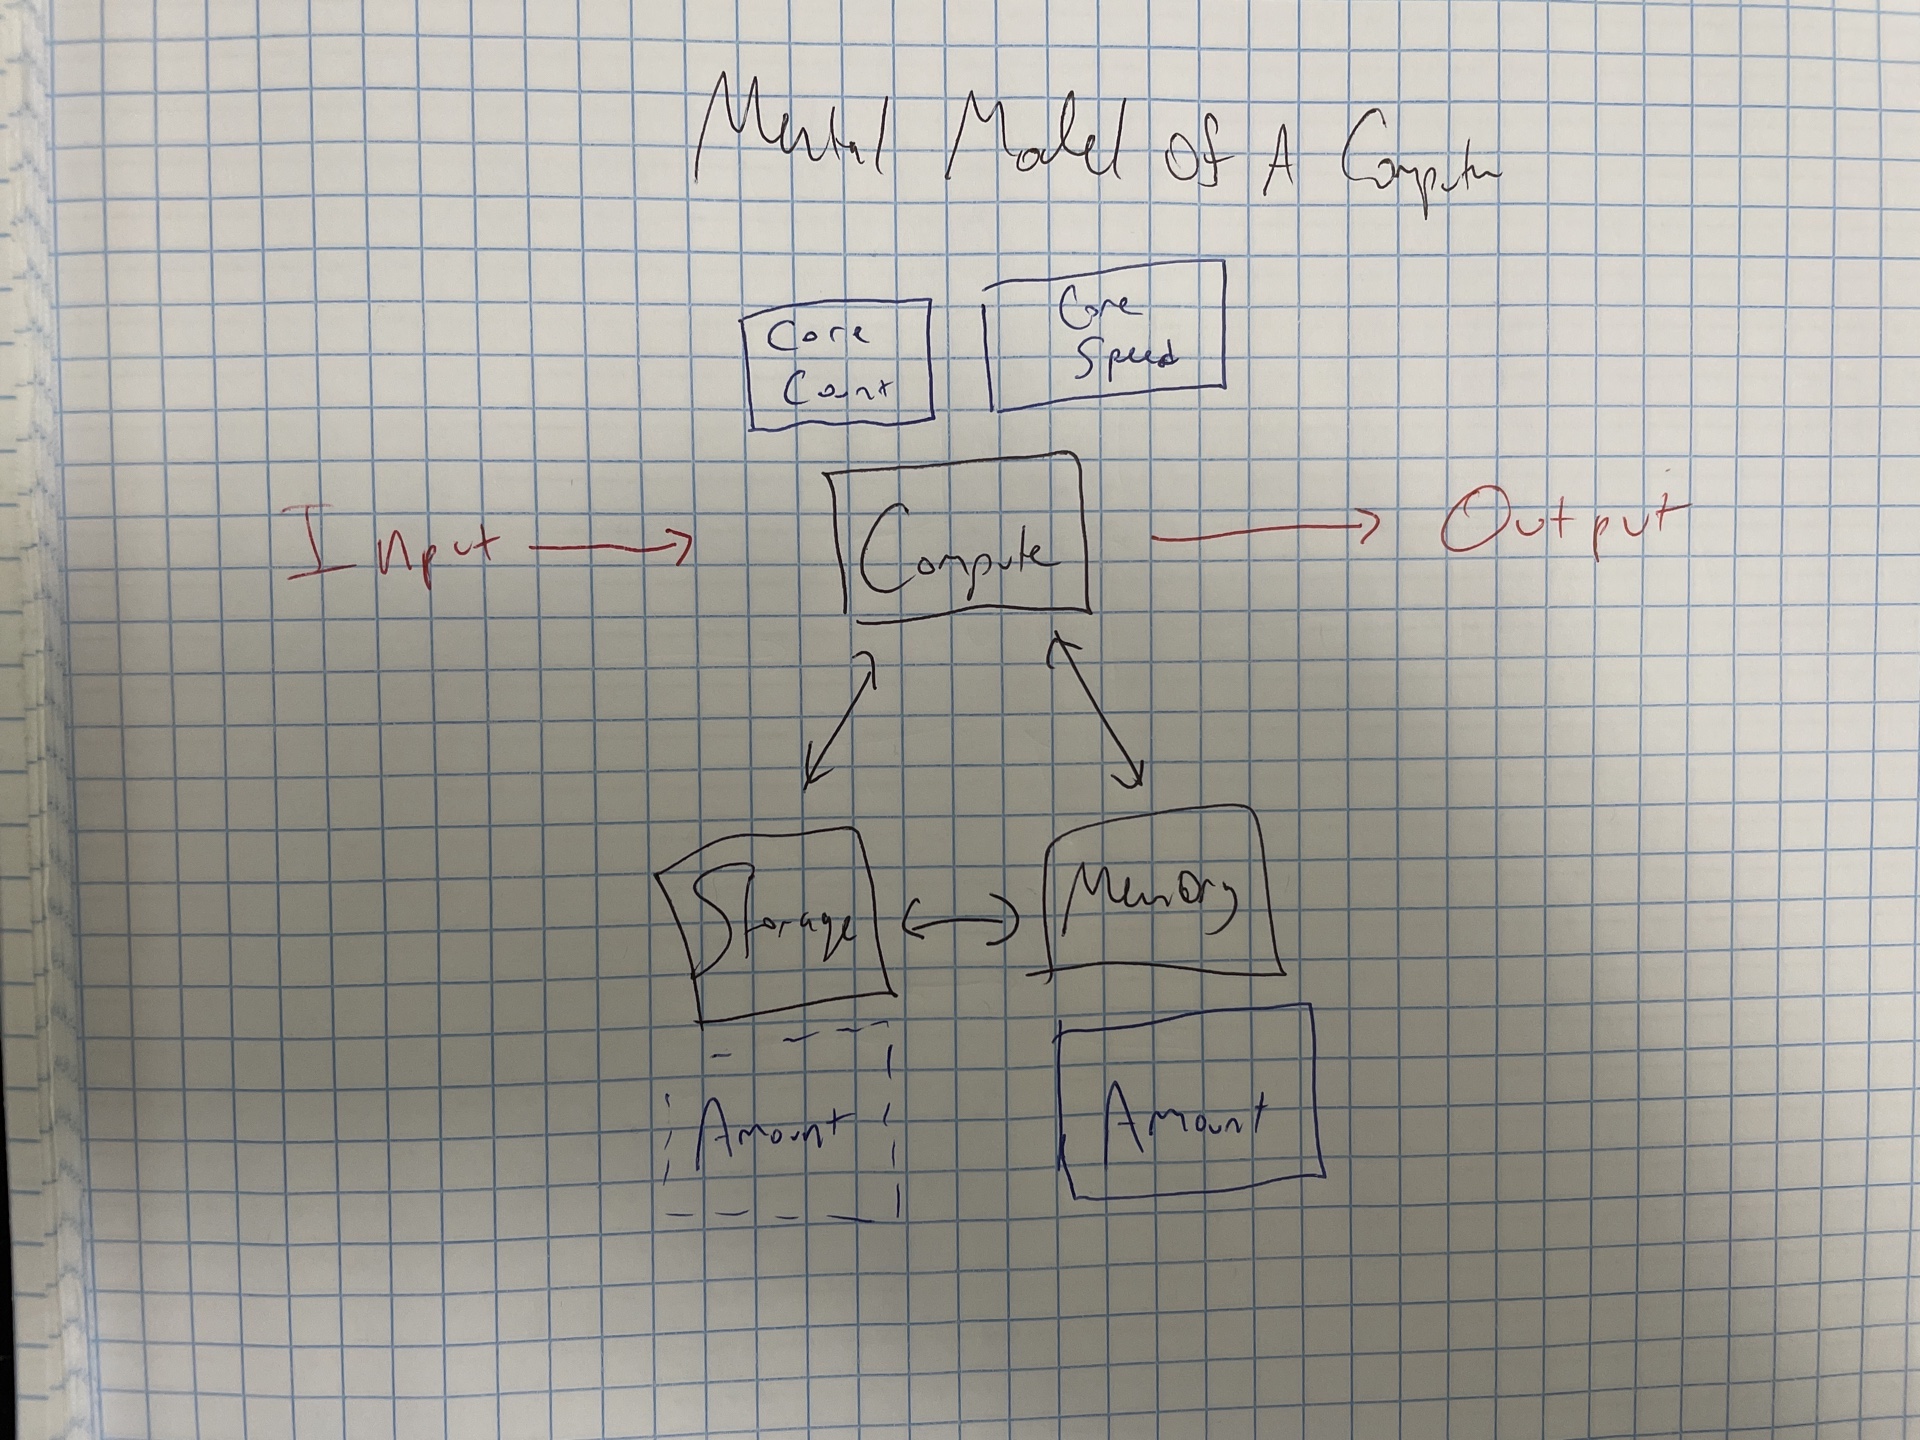 Mental Model Of A Computer
Core
Count
Core
Speed
Input
Compute
Output
Storage
Memory
Amount
Amount